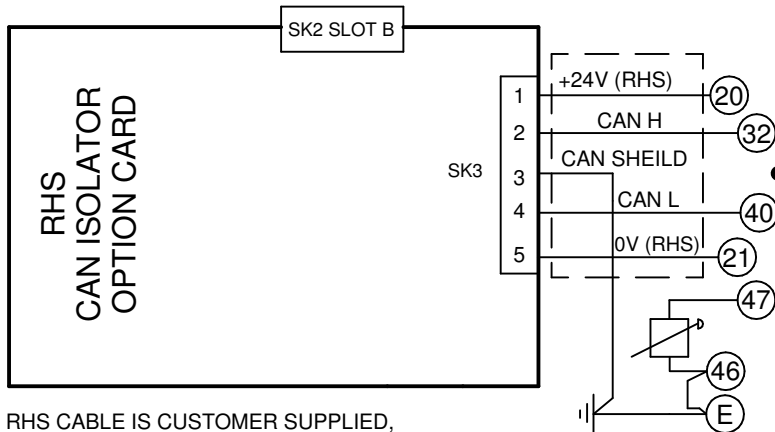 SK2 SLOT B
RHS
CAN ISOLATOR
OPTION CARD
SK3
1 +24V (RHS) 20
2 CAN H 32
3 CAN SHEILD
4 CAN L 40
5 0V (RHS) 21
47
46
E
RHS CABLE IS CUSTOMER SUPPLIED,